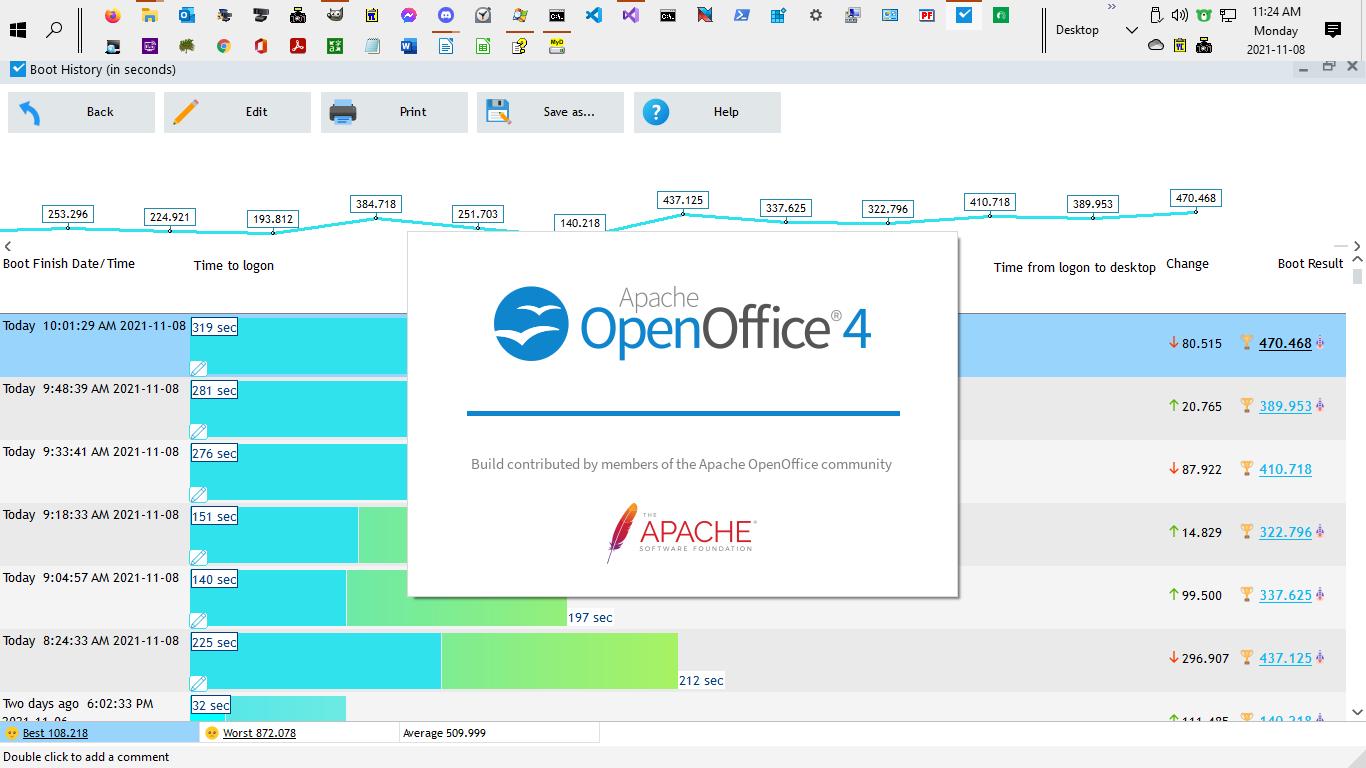 Desktop
11:24 AM
Monday
2021-11-08
Boot History (in seconds)
Back
Edit
Print
Save as...
Help
253.296
224.921
193.812
384.718
251.703
140.218
437.125
337.625
322.796
410.718
389.953
470.468
Boot Finish Date/Time
Time to logon
Time from logon to desktop
Change
Boot Result
Today 10:01:29 AM 2021-11-08
319 sec
80.515
470.468
Today 9:48:39 AM 2021-11-08
281 sec
20.765
389.953
Today 9:33:41 AM 2021-11-08
276 sec
87.922
410.718
Today 9:18:33 AM 2021-11-08
151 sec
14.829
322.796
Today 9:04:57 AM 2021-11-08
140 sec
197 sec
99.500
337.625
Today 8:24:33 AM 2021-11-08
225 sec
212 sec
296.907
437.125
Two days ago 6:02:33 PM
2021-11-06
32 sec
111.485
140.218
Apache
OpenOffice® 4
Build contributed by members of the Apache OpenOffice community
THE
APACHE
SOFTWARE FOUNDATION
Best 108.218
Worst 872.078
Average 509.999
Double click to add a comment